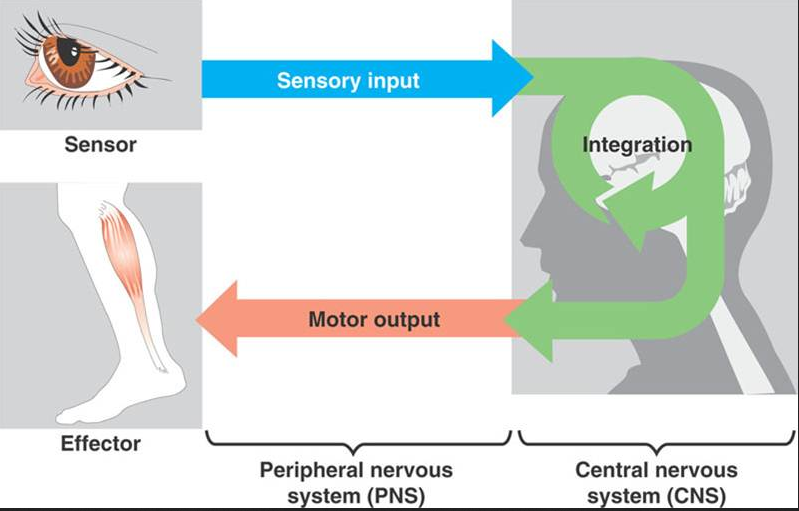 Sensory input
Sensor
Integration
Motor output
Effector
Peripheral nervous
system (PNS)
Central nervous
system (CNS)